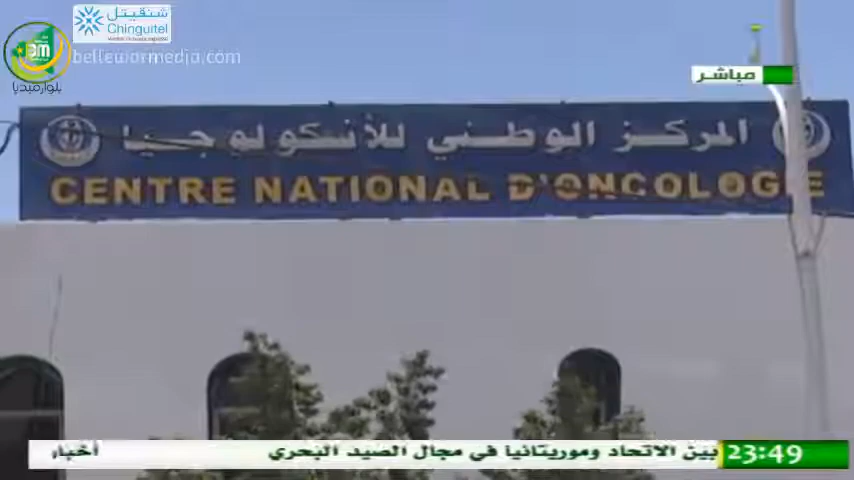 شنقيتل
Chinguitel
bellewarmedia.com
بلوارميديا
مباشر
المركز الوطني للأنكولوجيا
CENTRE NATIONAL D'ONCOLOGIE
بين الاتحاد وموريتانيا في مجال الصيد البحري
أخبار
23:49